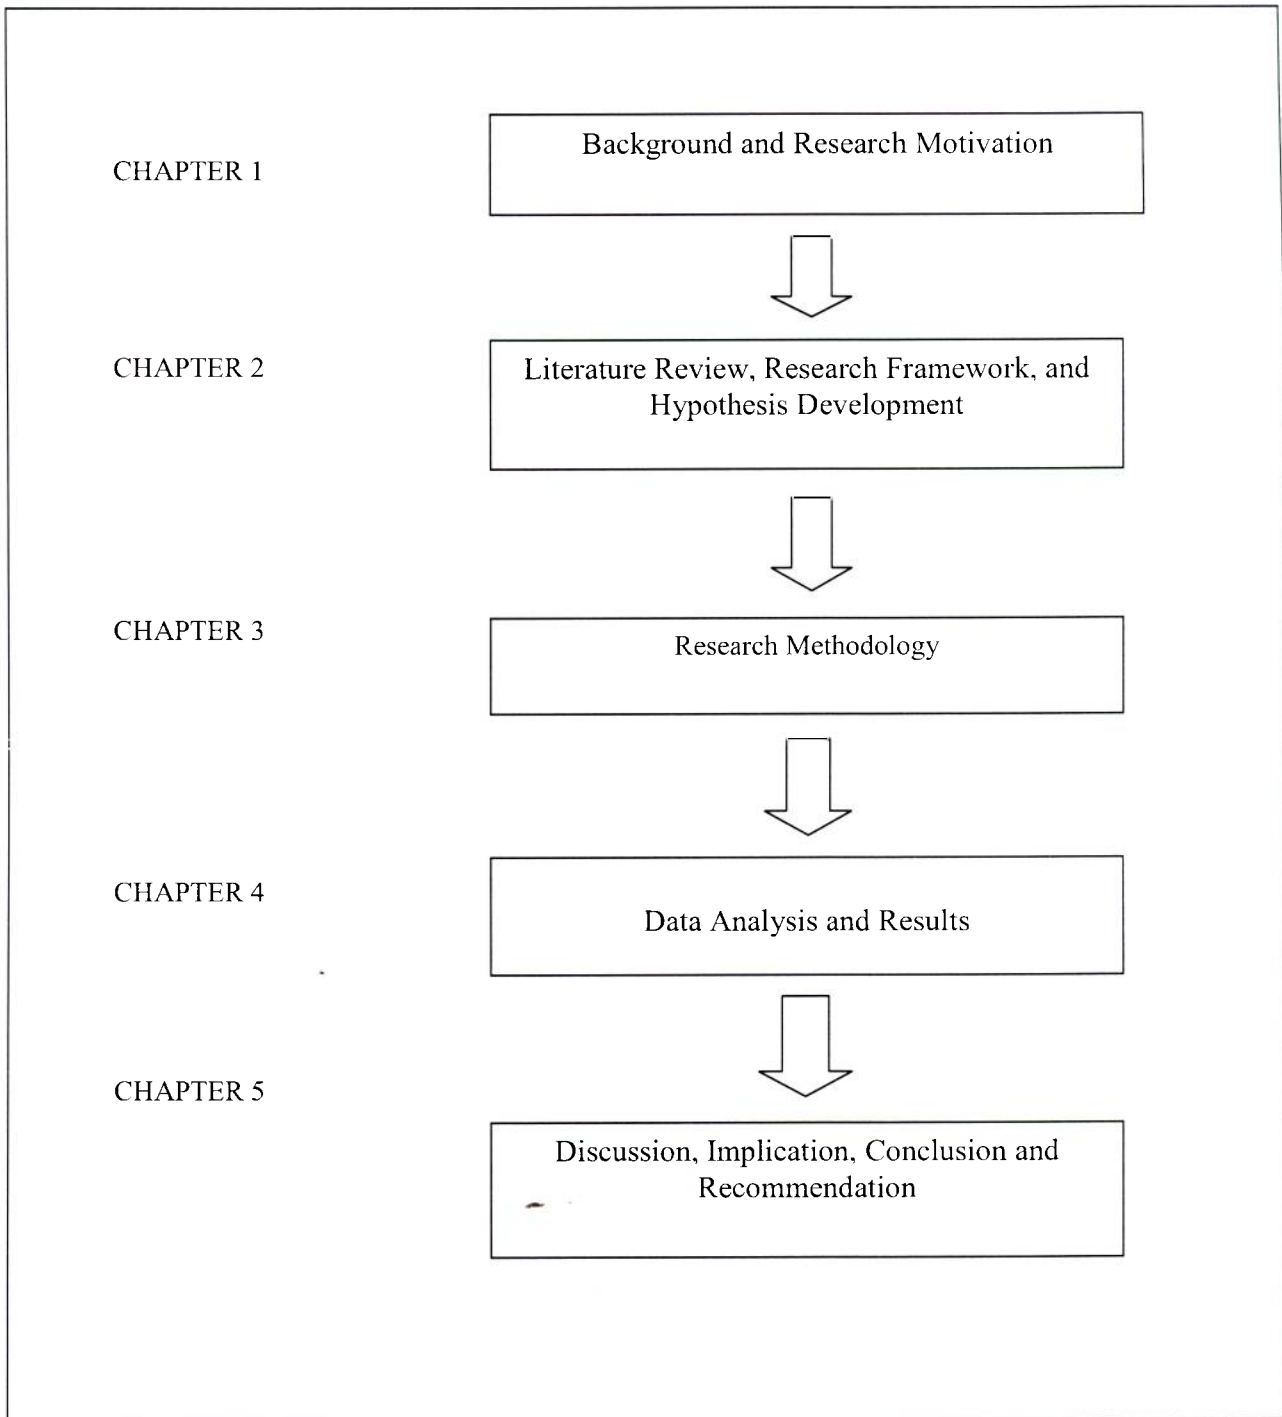 CHAPTER 1
Background and Research Motivation
CHAPTER 2
Literature Review, Research Framework, and
Hypothesis Development
CHAPTER 3
Research Methodology
CHAPTER 4
Data Analysis and Results
CHAPTER 5
Discussion, Implication, Conclusion and
Recommendation